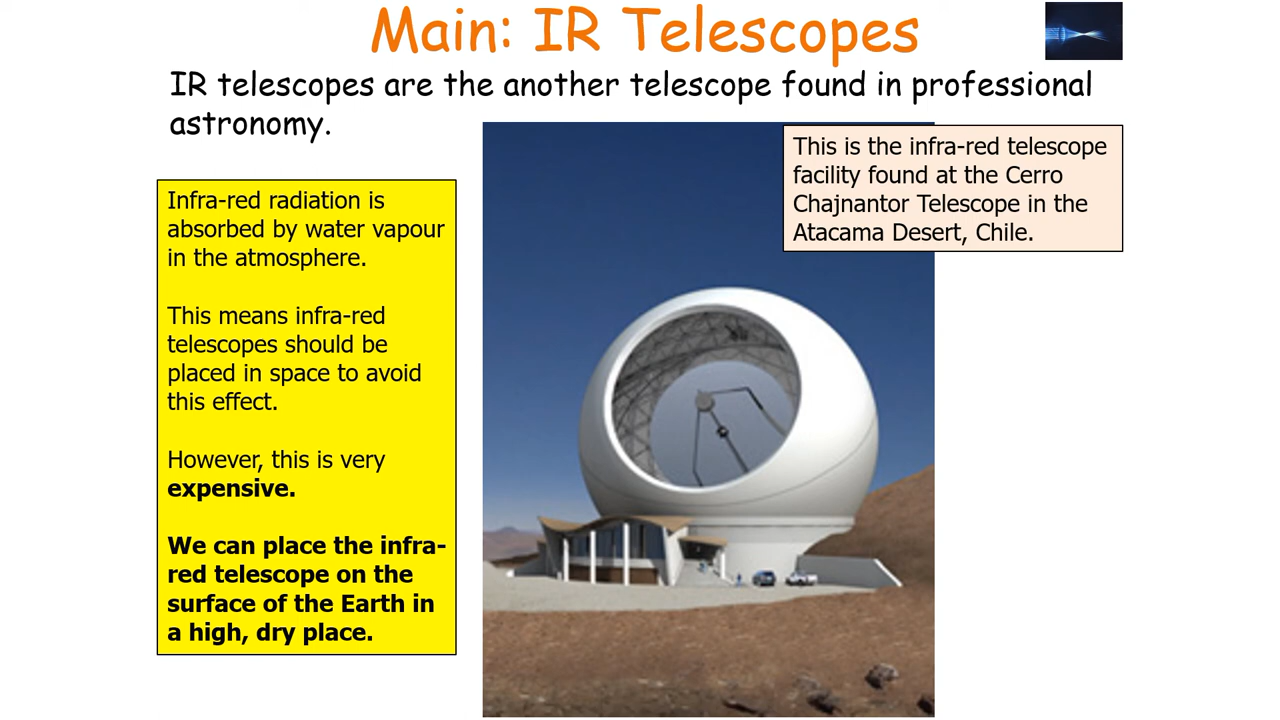 Main: IR Telescopes
IR telescopes are the another telescope found in professional
astronomy.
This is the infra-red telescope
facility found at the Cerro
Chajnantor Telescope in the
Atacama Desert, Chile.
Infra-red radiation is
absorbed by water vapour
in the atmosphere.
This means infra-red
telescopes should be
placed in space to avoid
this effect.
However, this is very
expensive.
We can place the infra-
red telescope on the
surface of the Earth in
a high, dry place.